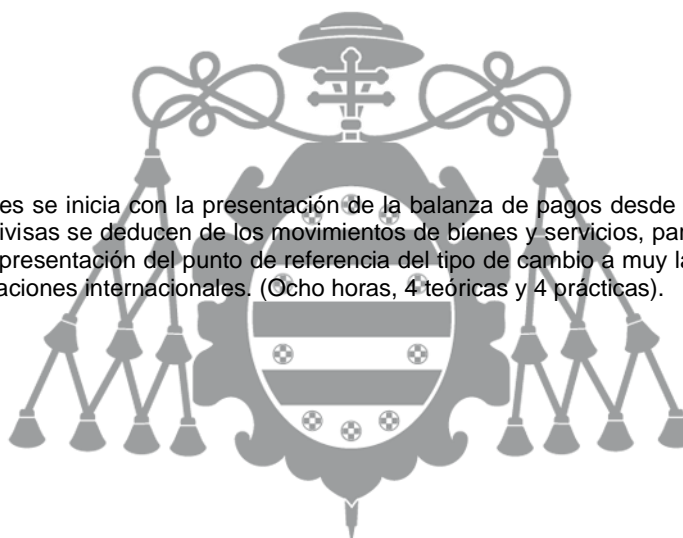 es se inicia con la presentación de la balanza de pagos desde
ivisas se deducen de los movimientos de bienes y servicios, par
presentación del punto de referencia del tipo de cambio a muy la
aciones internacionales. (Ocho horas, 4 teóricas y 4 prácticas).